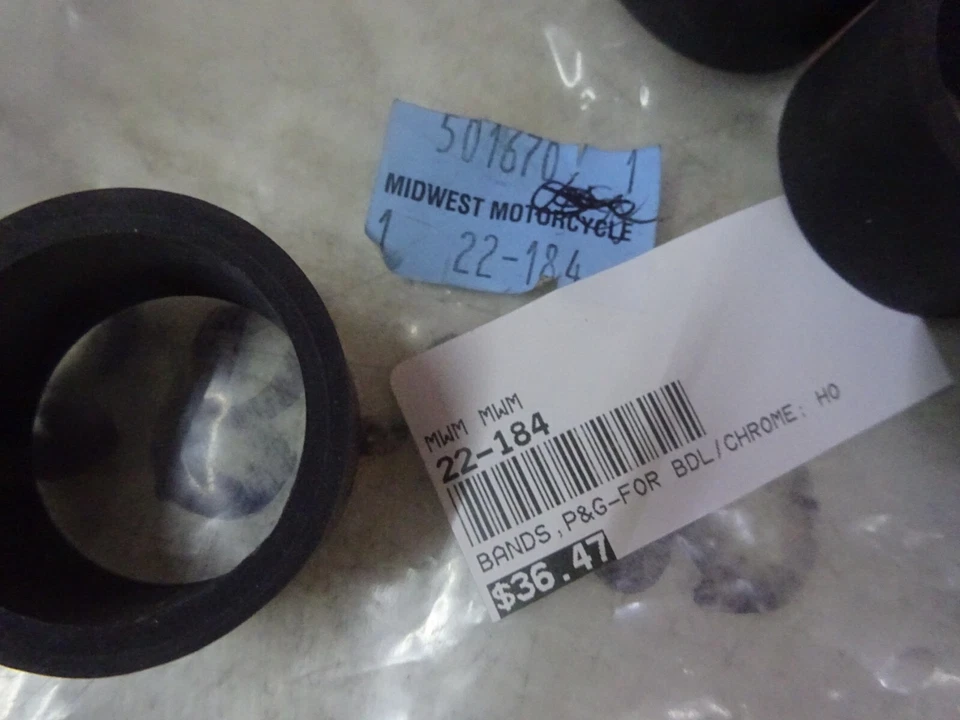 501670 1
MIDWEST MOTORCYCLE
1 22-184
MWM MWM
22-184
BANDS,P&G-FOR BDL/CHROME: HO
$36.47